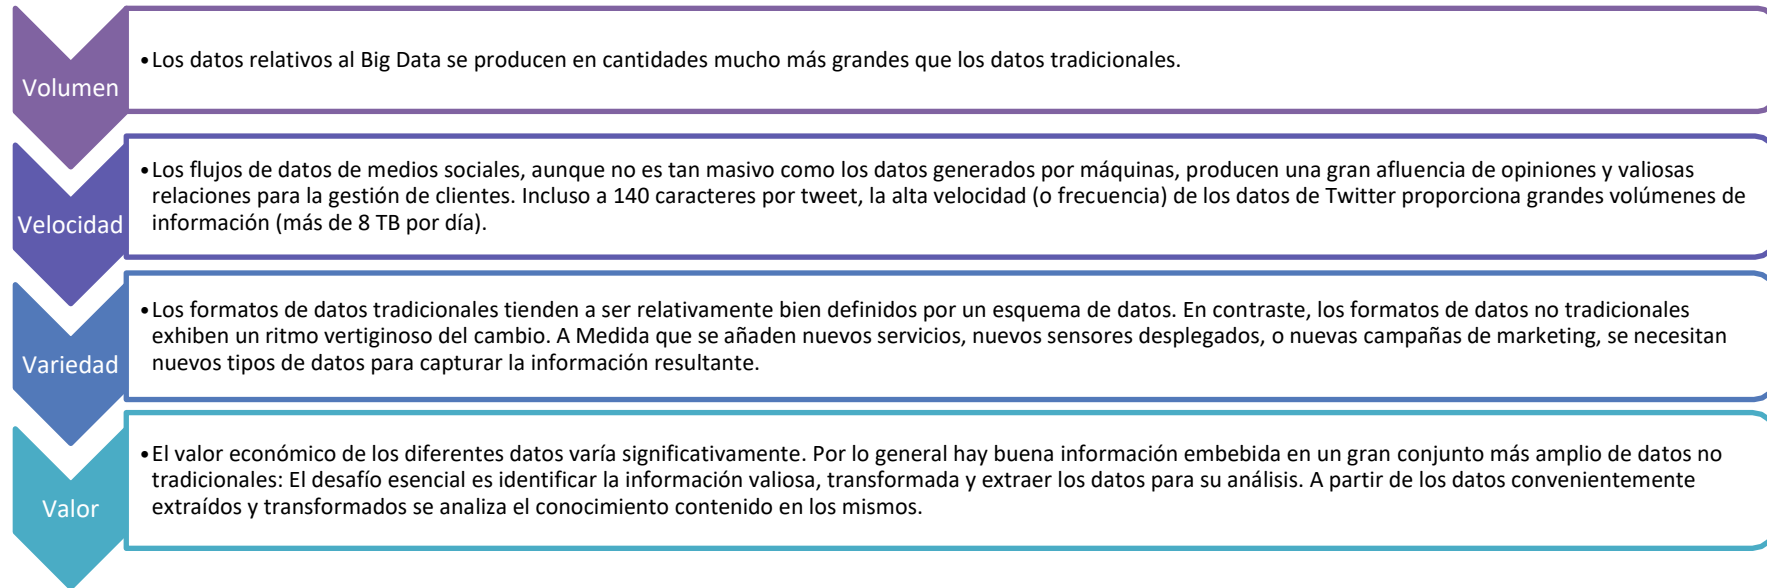 Volumen
•Los datos relativos al Big Data se producen en cantidades mucho más grandes que los datos tradicionales.
Velocidad
•Los flujos de datos de medios sociales, aunque no es tan masivo como los datos generados por máquinas, producen una gran afluencia de opiniones y valiosas
relaciones para la gestión de clientes. Incluso a 140 caracteres por tweet, la alta velocidad (o frecuencia) de los datos de Twitter proporciona grandes volúmenes de
información (más de 8 TB por día).
Variedad
•Los formatos de datos tradicionales tienden a ser relativamente bien definidos por un esquema de datos. En contraste, los formatos de datos no tradicionales
exhiben un ritmo vertiginoso del cambio. A Medida que se añaden nuevos servicios, nuevos sensores desplegados, o nuevas campañas de marketing, se necesitan
nuevos tipos de datos para capturar la información resultante.
Valor
•El valor económico de los diferentes datos varía significativamente. Por lo general hay buena información embebida en un gran conjunto más amplio de datos no
tradicionales: El desafío esencial es identificar la información valiosa, transformada y extraer los datos para su análisis. A partir de los datos convenientemente
extraídos y transformados se analiza el conocimiento contenido en los mismos.